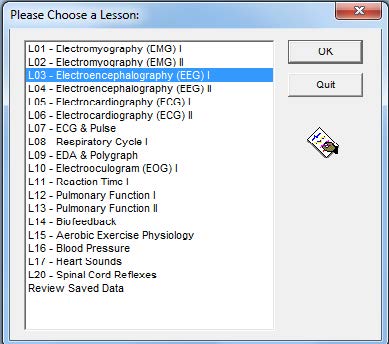 Please Choose a Lesson:
L01 - Electromyography (EMG) I
L02 - Electromyography (EMG) II
L03 - Electroencephalography (EEG) I
L04 - Electroencephalography (EEG) II
L05 - Electrocardiography (ECG) I
L06 - Electrocardiography (ECG) II
L07 - ECG & Pulse
L08 - Respiratory Cycle I
L09 - EDA & Polygraph
L10 - Electrooculogram (EOG) I
L11 - Reaction Time I
L12 - Pulmonary Function I
L13 - Pulmonary Function II
L14 - Biofeedback
L15 - Aerobic Exercise Physiology
L16 - Blood Pressure
L17 - Heart Sounds
L20 - Spinal Cord Reflexes
Review Saved Data
OK
Quit